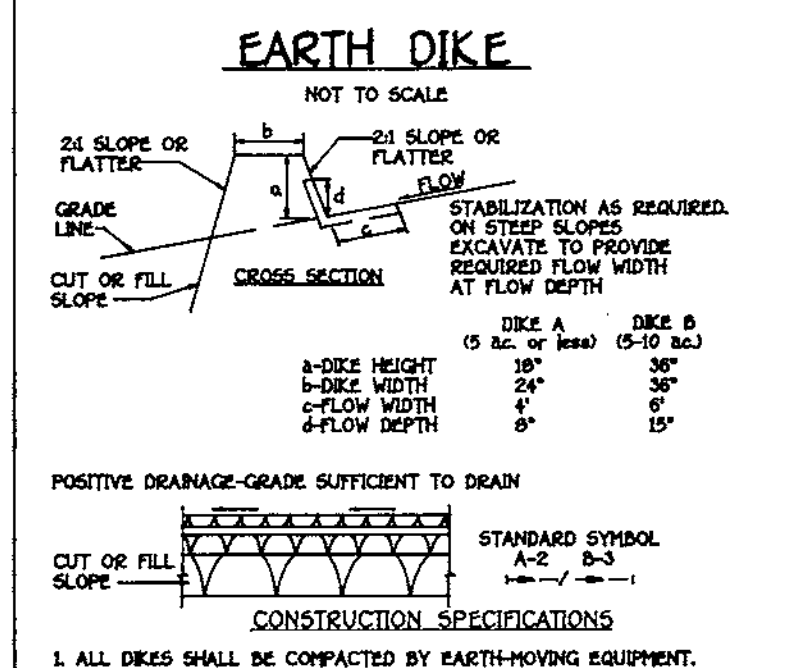 EARTH DIKE
NOT TO SCALE
2:1 SLOPE OR
FLATTER
b
2:1 SLOPE OR
FLATTER
a
d
FLOW
c
GRADE
LINE
CUT OR FILL
SLOPE
CROSS SECTION
STABILIZATION AS REQUIRED.
ON STEEP SLOPES
EXCAVATE TO PROVIDE
REQUIRED FLOW WIDTH
AT FLOW DEPTH
DIKE A DIKE B
(5 ac. or less) (5-10 ac.)
a-DIKE HEIGHT 18" 36"
b-DIKE WIDTH 24" 36"
c-FLOW WIDTH 4' 6'
d-FLOW DEPTH 8" 15"
POSITIVE DRAINAGE-GRADE SUFFICIENT TO DRAIN
CUT OR FILL
SLOPE
STANDARD SYMBOL
A-2 B-3
CONSTRUCTION SPECIFICATIONS
1. ALL DIKES SHALL BE COMPACTED BY EARTH-MOVING EQUIPMENT.